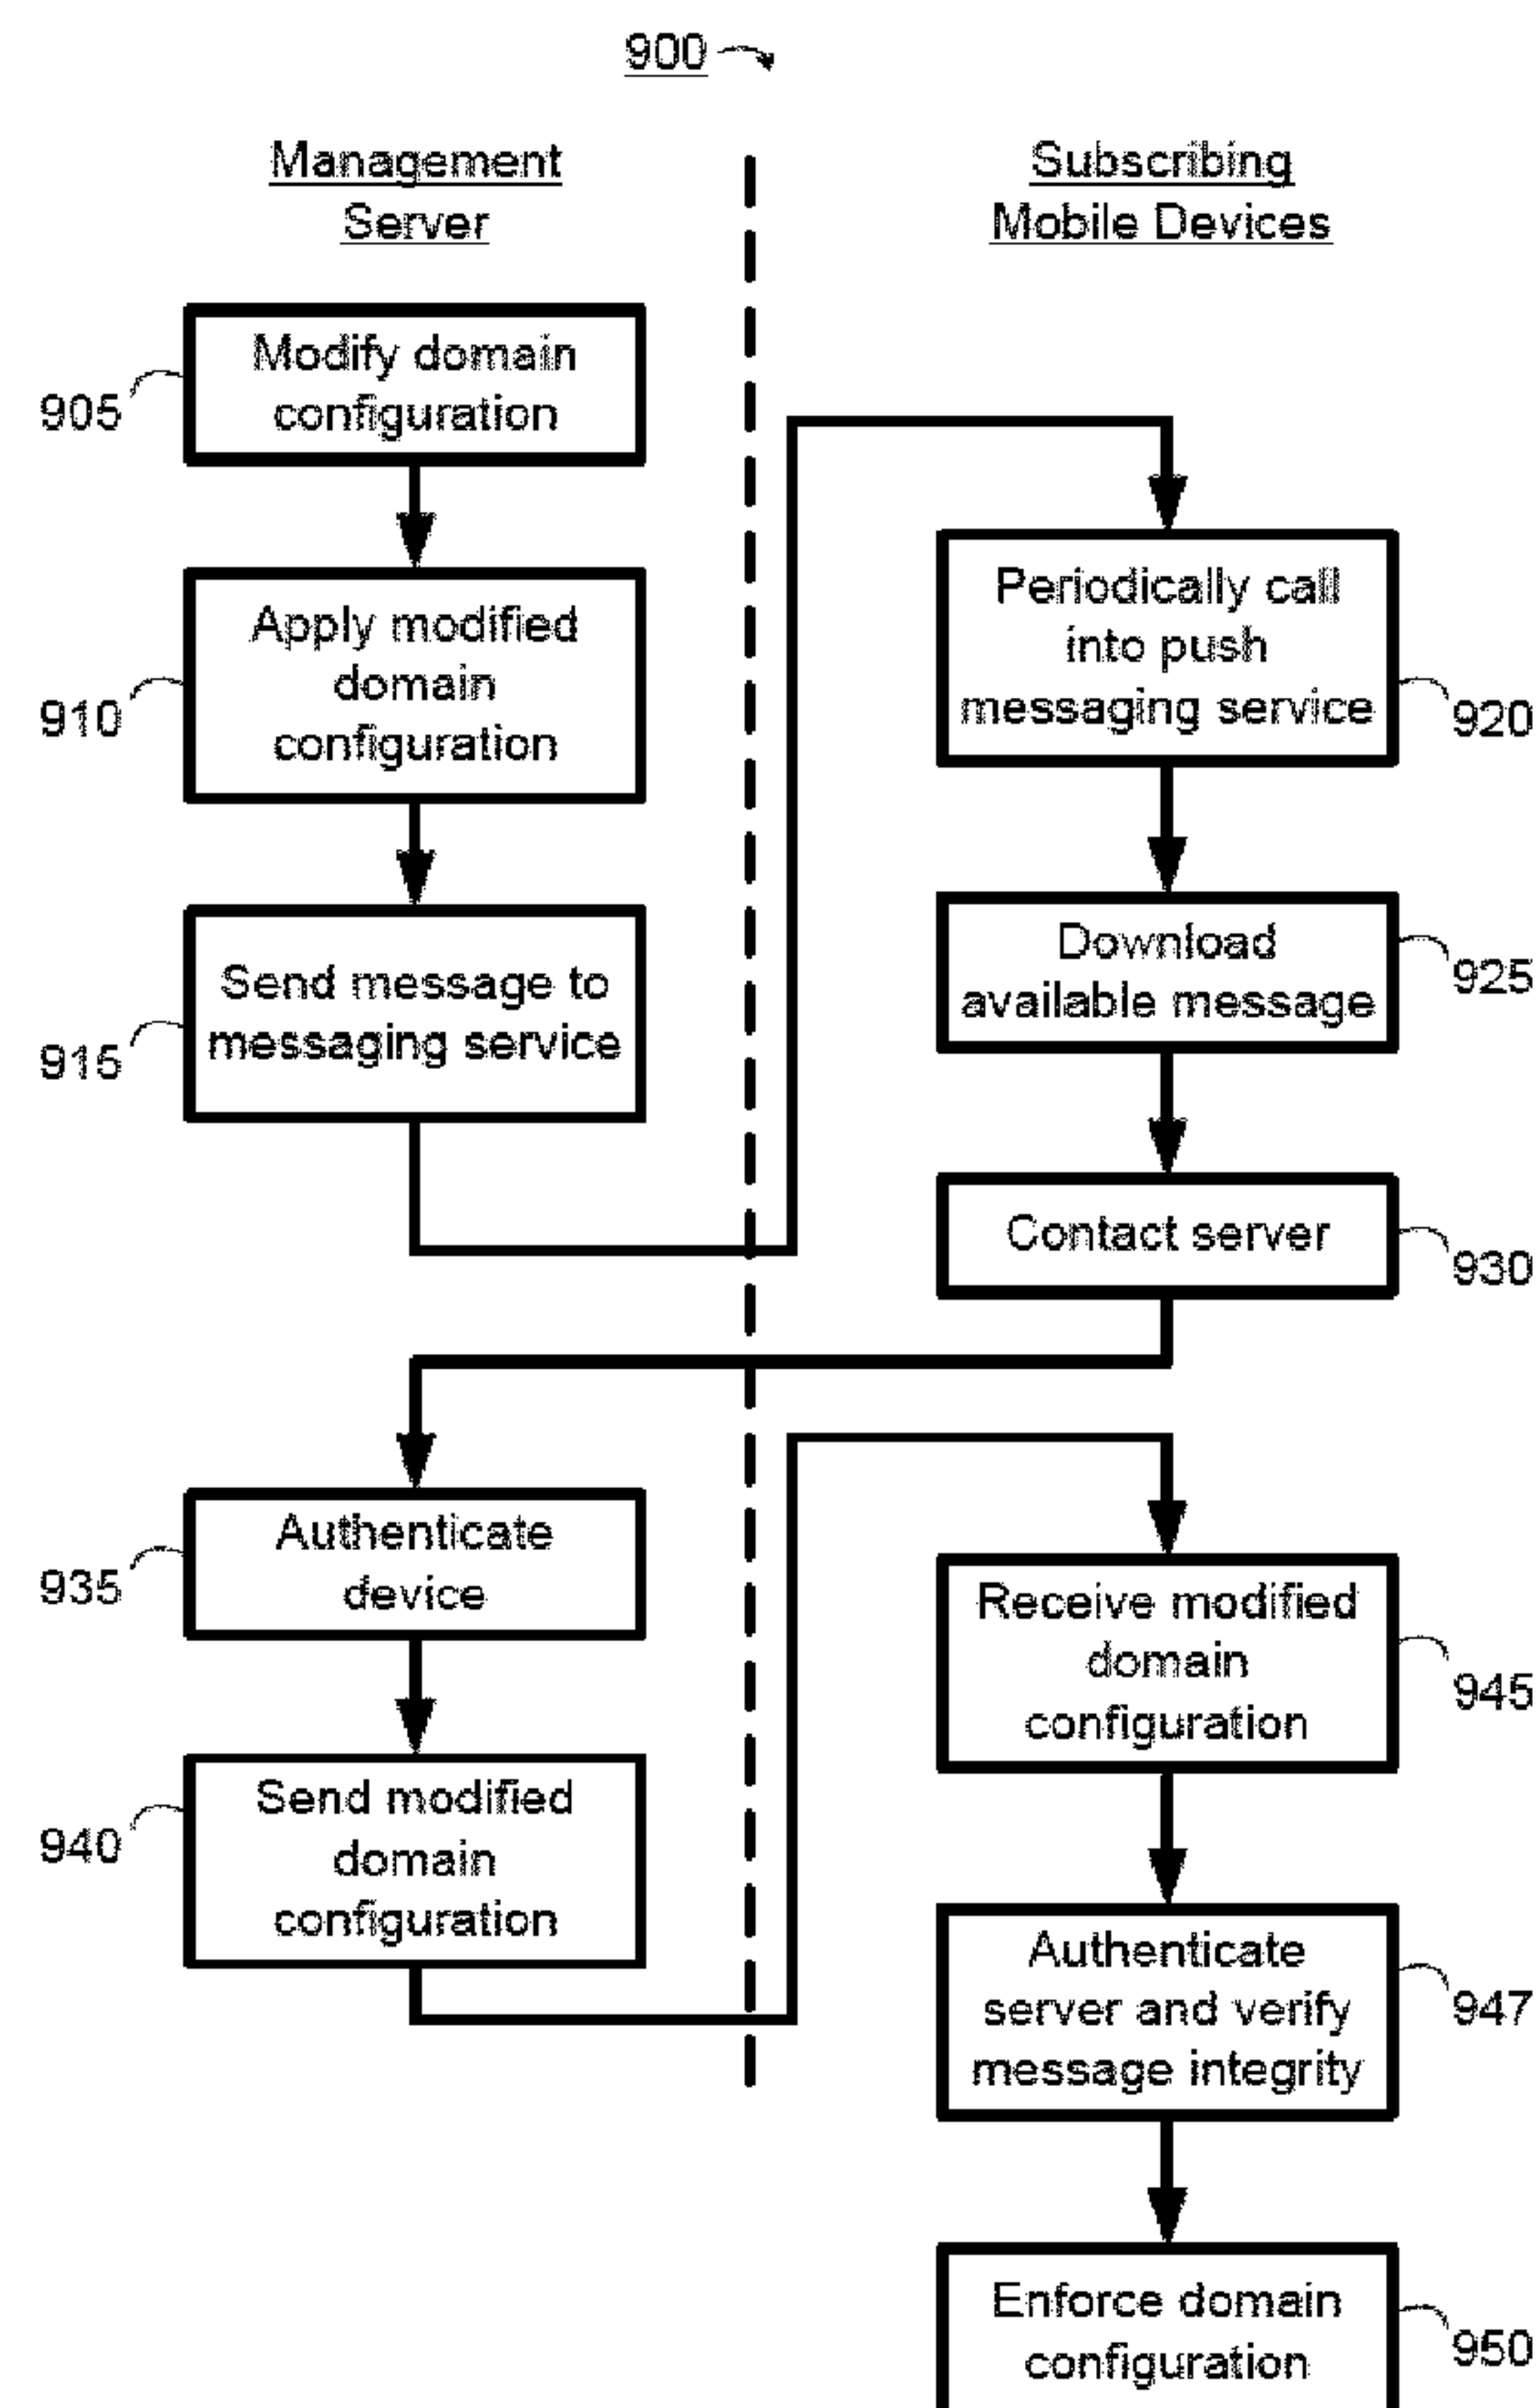 900
Management
Server
Subscribing
Mobile Devices
905
Modify domain
configuration
910
Apply modified
domain
configuration
915
Send message to
messaging service
Periodically call
into push
messaging service
920
Download
available message
925
Contact server
930
935
Authenticate
device
940
Send modified
domain
configuration
Receive modified
domain
configuration
945
Authenticate
server and verify
message integrity
947
Enforce domain
configuration
950